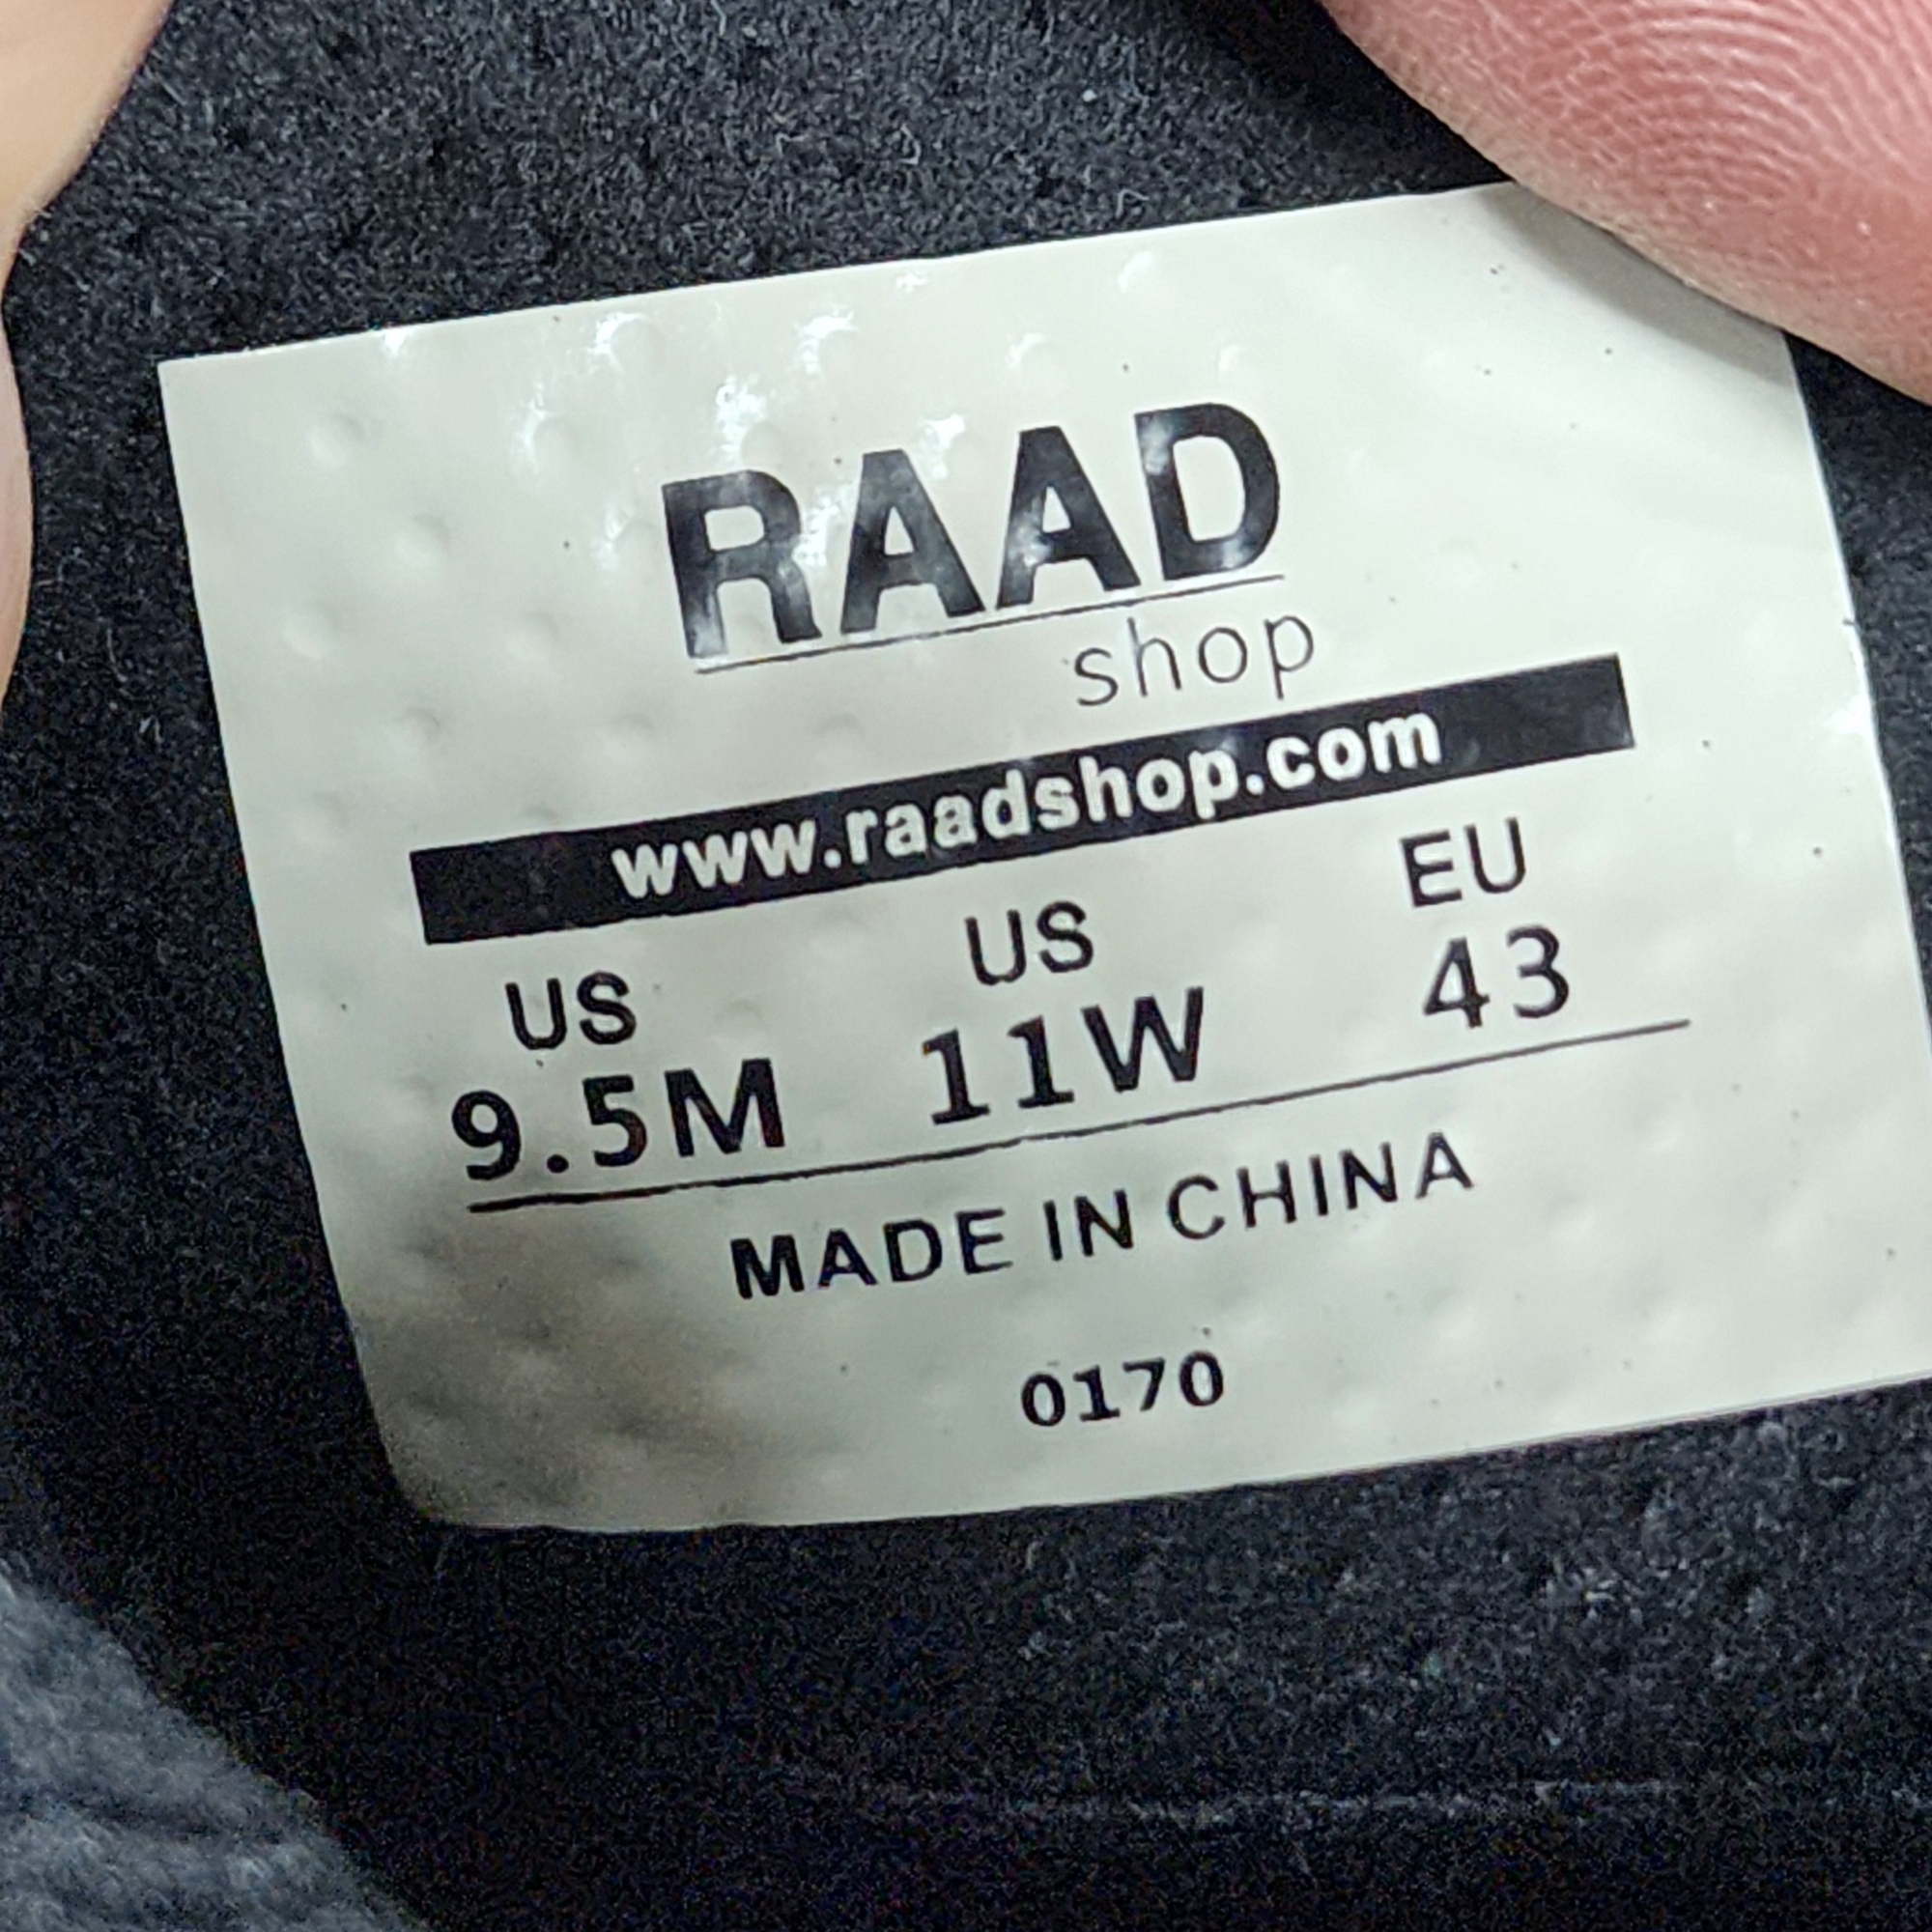 RAAD
shop
www.raadshop.com
US US EU
9.5M 11W 43
MADE IN CHINA
0170